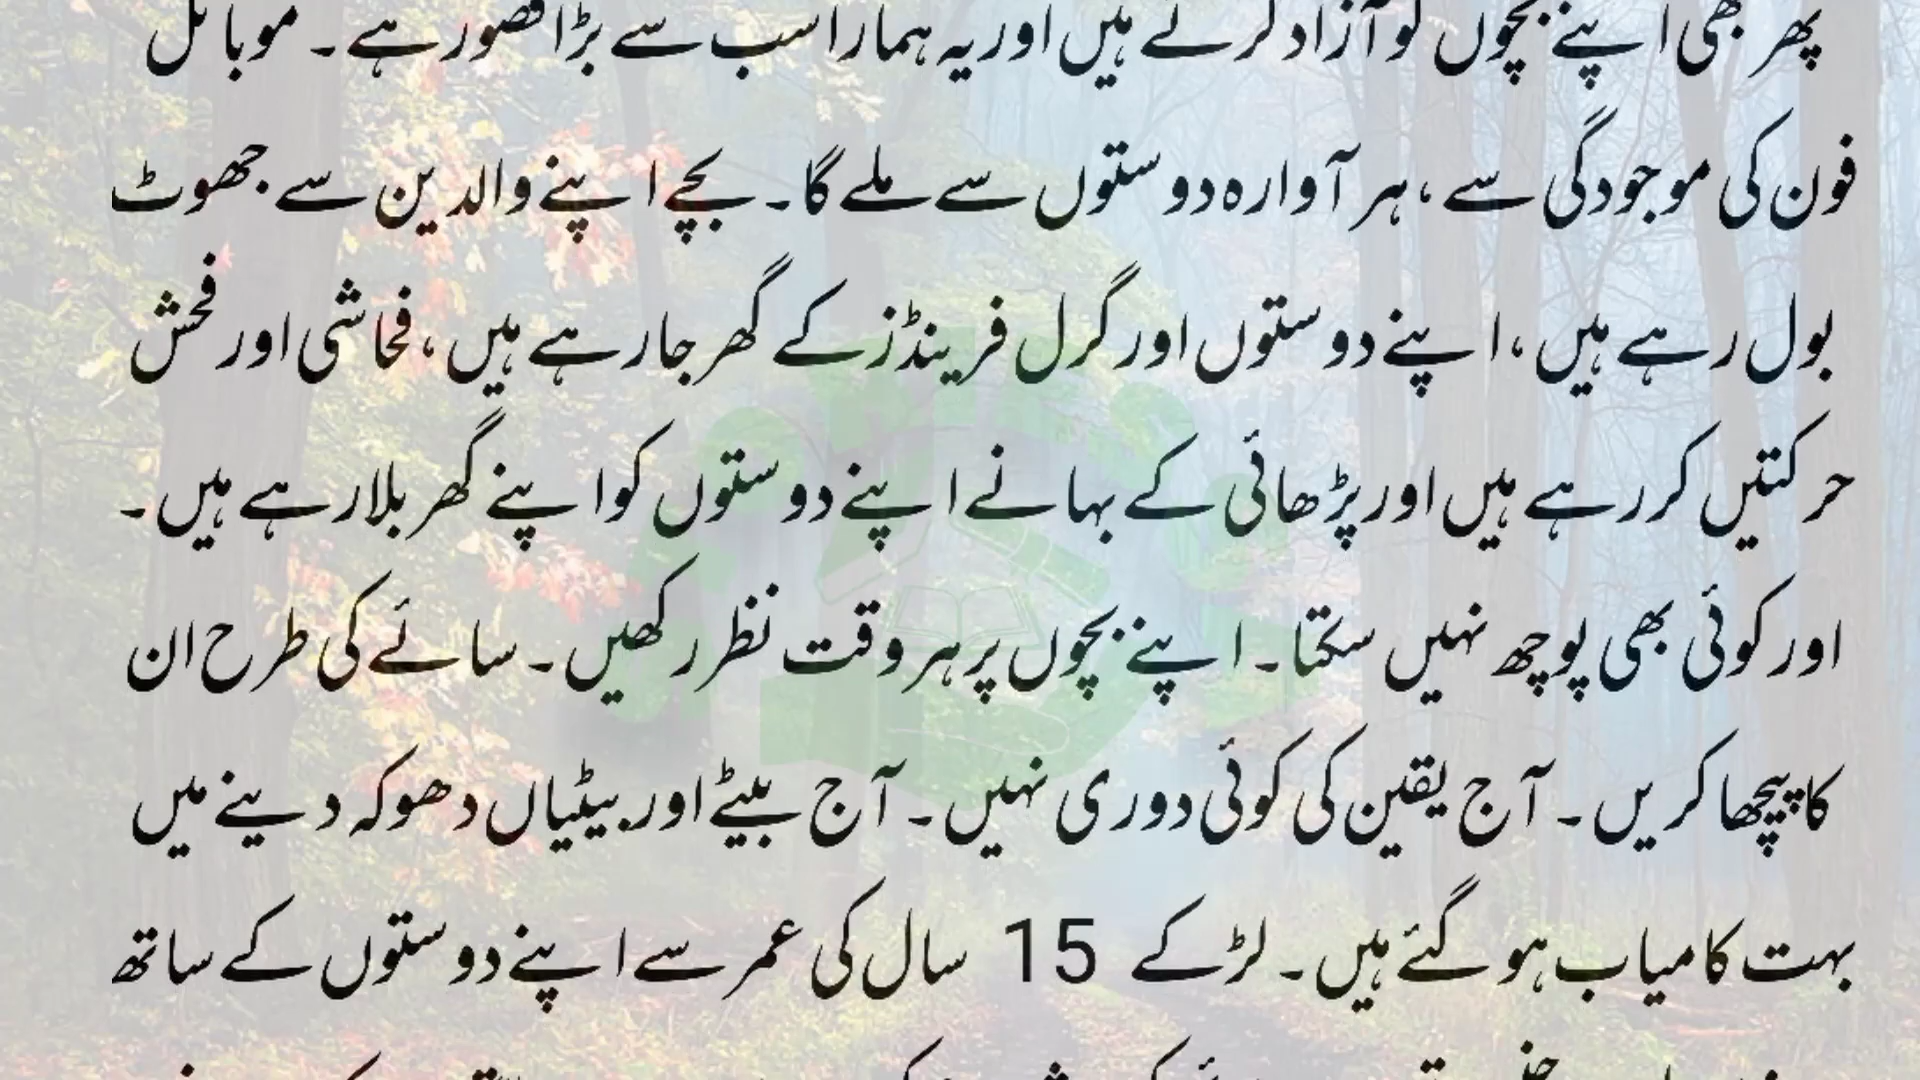 پھر بھی اپنے بچوں کو آزاد کرتے ہیں اور یہ ہمارا سب سے بڑا قصور ہے۔ موبائل
فون کی موجودگی سے، ہر آوارہ دوستوں سے ملے گا۔ بچے اپنے والدین سے جھوٹ
بول رہے ہیں، اپنے دوستوں اور گرل فرینڈز کے گھر جا رہے ہیں، فحاشی اور فحش
حرکتیں کر رہے ہیں اور پڑھائی کے بہانے اپنے دوستوں کو اپنے گھر بلا رہے ہیں۔
اور کوئی بھی پوچھ نہیں سکتا۔ اپنے بچوں پر ہر وقت نظر رکھیں۔ سائے کی طرح ان
کا پیچھا کریں۔ آج یقین کی کوئی دوری نہیں۔ آج بیٹے اور بیٹیاں دھوکہ دینے میں
بہت کامیاب ہو گئے ہیں۔ لڑکے 15 سال کی عمر سے اپنے دوستوں کے ساتھ